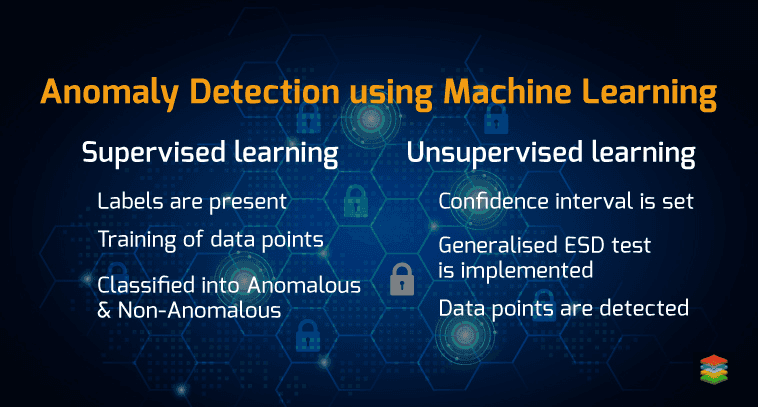 Anomaly Detection using Machine Learning
Supervised learning
Labels are present
Training of data points
Classified into Anomalous
& Non-Anomalous
Unsupervised learning
Confidence interval is set
Generalised ESD test
is implemented
Data points are detected